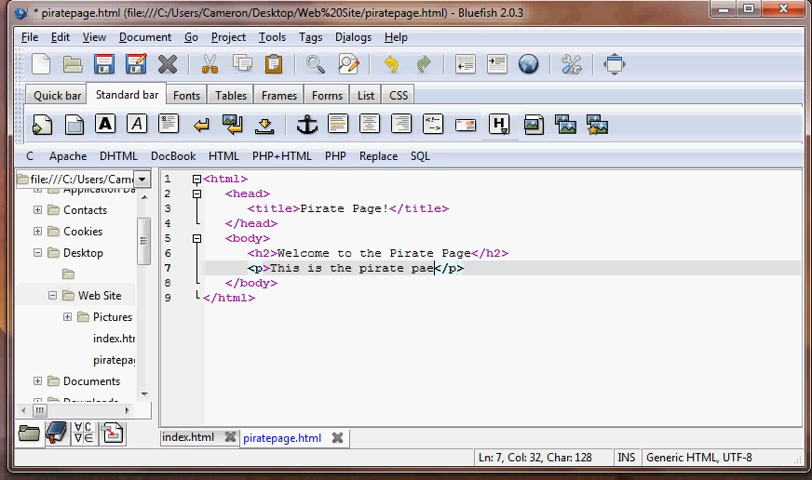 * piratepage.html (file:///C:/Users/Cameron/Desktop/Web%20Site/piratepage.html) - Bluefish 2.0.3
File Edit View Document Go Project Tools Tags Dialogs Help
Quick bar Standard bar Fonts Tables Frames Forms List CSS
C Apache DHTML DocBook HTML PHP+HTML PHP Replace SQL
file:///C:/Users/Came
Contacts
Cookies
Desktop
Web Site
Pictures
index.ht
piratepa
Documents
1 <html>
2 <head>
3 <title>Pirate Page!</title>
4 </head>
5 <body>
6 <h2>Welcome to the Pirate Page</h2>
7 <p>This is the pirate pae</p>
8 </body>
9 </html>
index.html piratepage.html
Ln: 7, Col: 32, Char: 128 INS Generic HTML, UTF-8